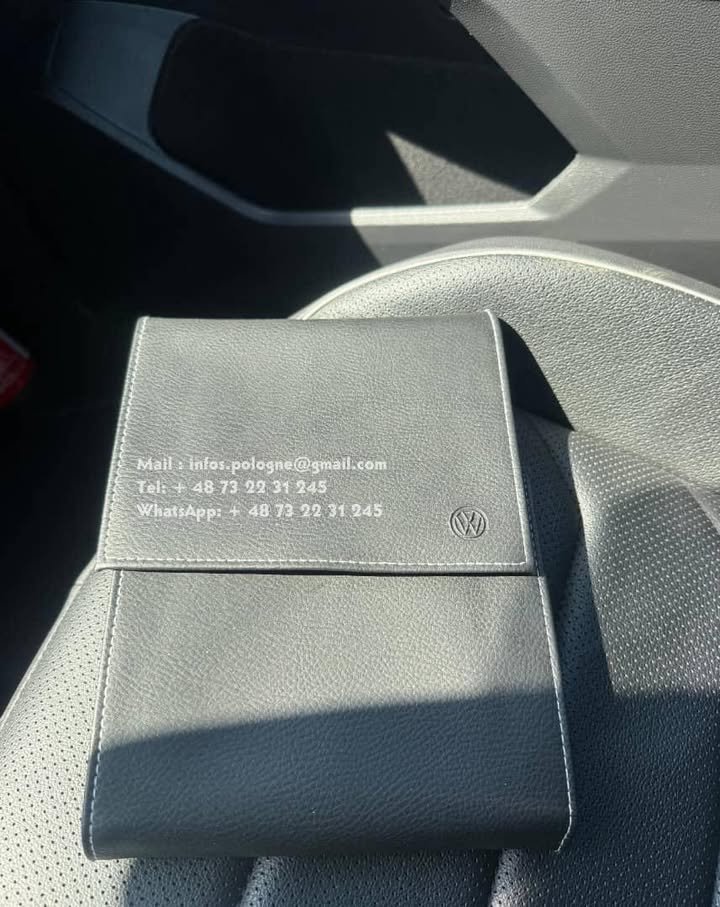 Mail : infos.pologne@gmail.com
Tel: + 48 73 22 31 245
WhatsApp: + 48 73 22 31 245